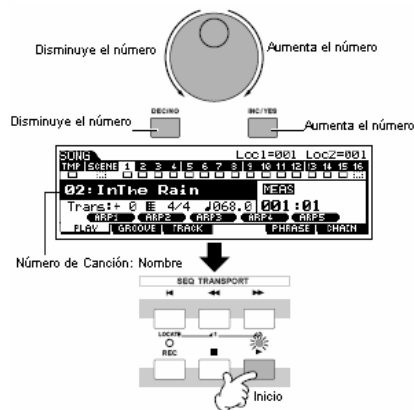 Disminuye el número
Aumenta el número
DEC/NO
INC/YES
Disminuye el número
Aumenta el número
SONG
Loc1=001 Loc2=001
TMP SCENE 1 2 3 4 5 6 7 8 9 10 11 12 13 14 15 16
02:InThe Rain
MEAS
Trans:+ 0 4/4 ♩068.0 001:01
ARP1 ARP2 ARP3 ARP4 ARP5
PLAY GROOVE TRACK PHRASE CHAIN
Número de Canción: Nombre
SEQ TRANSPORT
LOCATE
REC
Inicio